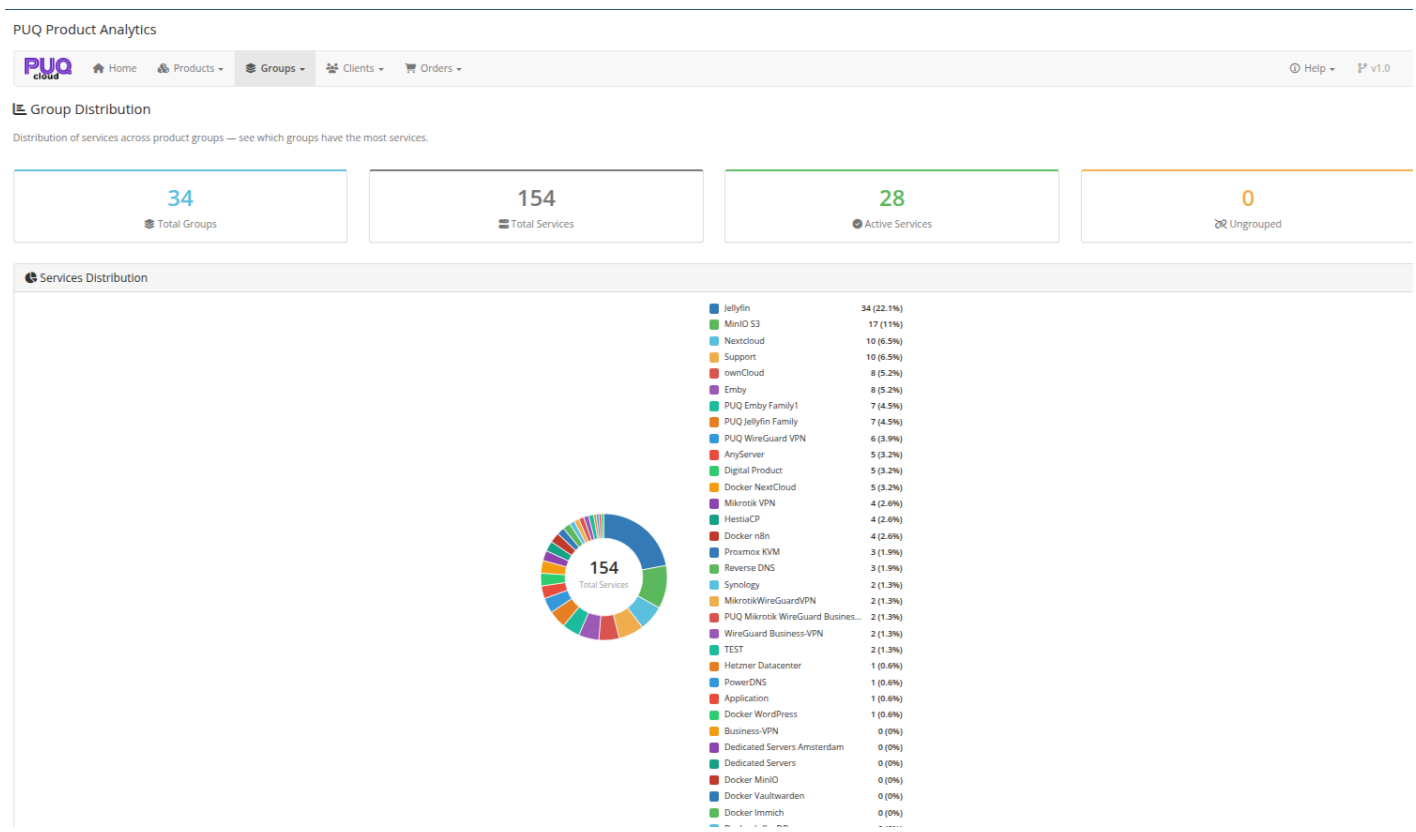 PUQ Product Analytics
PUQ cloud Home Products Groups Clients Orders Help v1.0
Group Distribution
Distribution of services across product groups — see which groups have the most services.
34
Total Groups
154
Total Services
28
Active Services
0
Ungrouped
Services Distribution
154
Total Services
Jellyfin 34 (22.1%)
MinIO S3 17 (11%)
Nextcloud 10 (6.5%)
Support 10 (6.5%)
ownCloud 8 (5.2%)
Emby 8 (5.2%)
PUQ Emby Family1 7 (4.5%)
PUQ Jellyfin Family 7 (4.5%)
PUQ WireGuard VPN 6 (3.9%)
AnyServer 5 (3.2%)
Digital Product 5 (3.2%)
Docker NextCloud 5 (3.2%)
Mikrotik VPN 4 (2.6%)
HestiaCP 4 (2.6%)
Docker n8n 4 (2.6%)
Proxmox KVM 3 (1.9%)
Reverse DNS 3 (1.9%)
Synology 2 (1.3%)
MikrotikWireGuardVPN 2 (1.3%)
PUQ Mikrotik WireGuard Busines... 2 (1.3%)
WireGuard Business-VPN 2 (1.3%)
TEST 2 (1.3%)
Hetzner Datacenter 1 (0.6%)
PowerDNS 1 (0.6%)
Application 1 (0.6%)
Docker WordPress 1 (0.6%)
Business-VPN 0 (0%)
Dedicated Servers Amsterdam 0 (0%)
Dedicated Servers 0 (0%)
Docker MinIO 0 (0%)
Docker Vaultwarden 0 (0%)
Docker Immich 0 (0%)